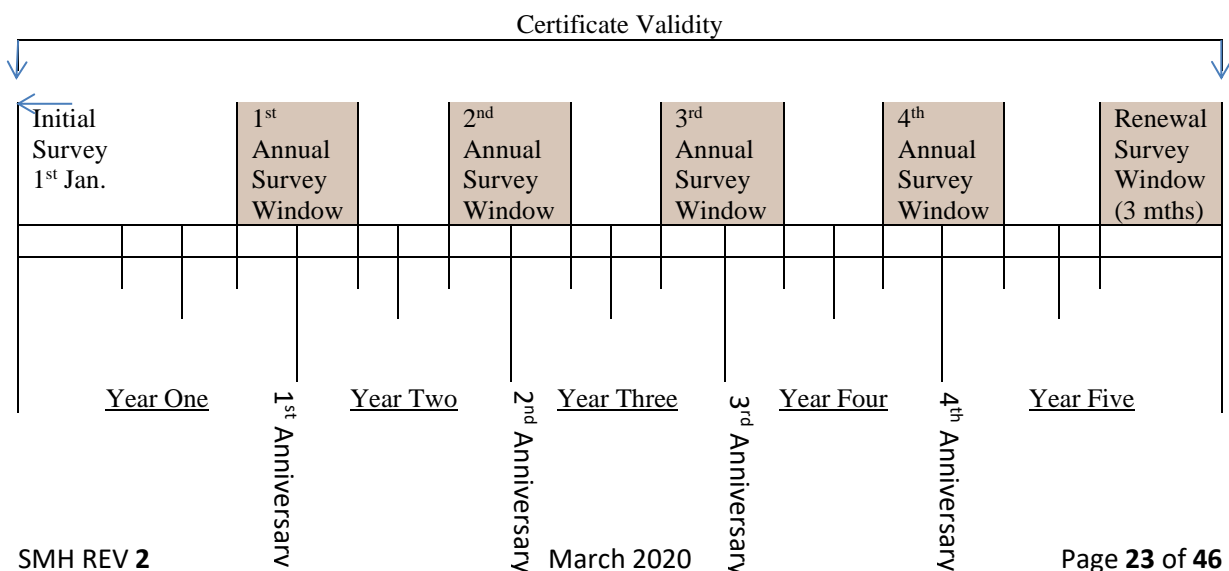 Certificate Validity
Initial
Survey
1st Jan.
1st
Annual
Survey
Window
2nd
Annual
Survey
Window
3rd
Annual
Survey
Window
4th
Annual
Survey
Window
Renewal
Survey
Window
(3 mths)
Year One
1st Anniversary
Year Two
2nd Anniversary
Year Three
3rd Anniversary
Year Four
4th Anniversary
Year Five
SMH REV 2
March 2020
Page 23 of 46